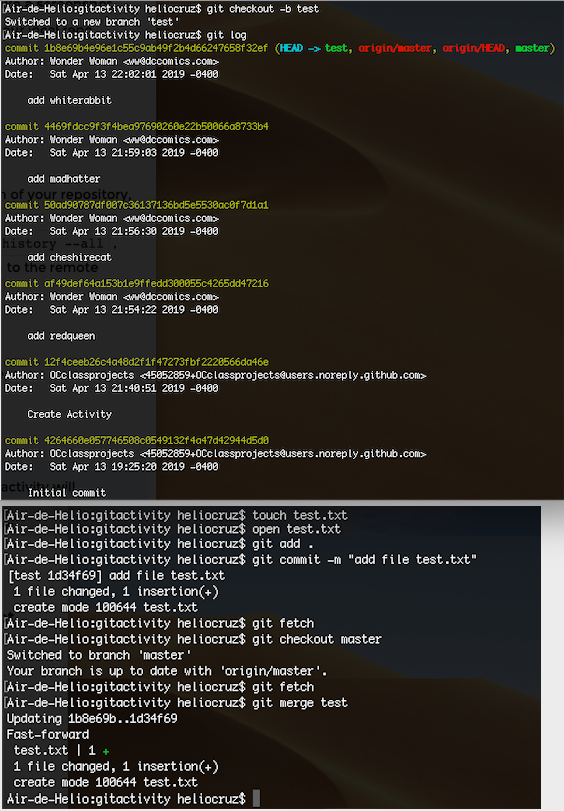 [Air-de-Helio:gitactivity heliocruz$ git checkout -b test
Switched to a new branch 'test'
[Air-de-Helio:gitactivity heliocruz$ git log
commit 1b8e69b4e96e1c55c9ab49f2b4d66247658f32ef (HEAD -> test, origin/master, origin/HEAD, master)
Author: Wonder Woman <ww@dccomics.com>
Date:   Sat Apr 13 22:02:01 2019 -0400
add whiterabbit
commit 4469fdcc9f3f4bea97690260e22b50066a8733b4
Author: Wonder Woman <ww@dccomics.com>
Date:   Sat Apr 13 21:59:03 2019 -0400
add madhatter
n of your repository,
commit 50ad90787df007c36137136bd5e5530ac0f7d1a1
Author: Wonder Woman <ww@dccomics.com>
Date:   Sat Apr 13 21:56:30 2019 -0400
history --all ,
add cheshirecat
to the remote
commit af49def64a153b1e9ffedd300055c4265dd47216
Author: Wonder Woman <ww@dccomics.com>
Date:   Sat Apr 13 21:54:22 2019 -0400
add redqueen
commit 12f4ceeb26c4a48d2f1f47273fbf2220566da46e
Author: OCclassprojects <45052859+OCclassprojects@users.noreply.github.com>
Date:   Sat Apr 13 21:40:51 2019 -0400
Create Activity
commit 4264660e057746508c0549132f4a47d42944d5d0
Author: OCclassprojects <45052859+OCclassprojects@users.noreply.github.com>
Date:   Sat Apr 13 19:25:20 2019 -0400
activity will
Initial commit
[Air-de-Helio:gitactivity heliocruz$ touch test.txt
[Air-de-Helio:gitactivity heliocruz$ open test.txt
[Air-de-Helio:gitactivity heliocruz$ git add .
[Air-de-Helio:gitactivity heliocruz$ git commit -m "add file test.txt"
[test 1d34f69] add file test.txt
1 file changed, 1 insertion(+)
create mode 100644 test.txt
[Air-de-Helio:gitactivity heliocruz$ git fetch
[Air-de-Helio:gitactivity heliocruz$ git checkout master
Switched to branch 'master'
Your branch is up to date with 'origin/master'.
[Air-de-Helio:gitactivity heliocruz$ git fetch
[Air-de-Helio:gitactivity heliocruz$ git merge test
Updating 1b8e69b..1d34f69
Fast-forward
test.txt | 1 +
1 file changed, 1 insertion(+)
create mode 100644 test.txt
Air-de-Helio:gitactivity heliocruz$